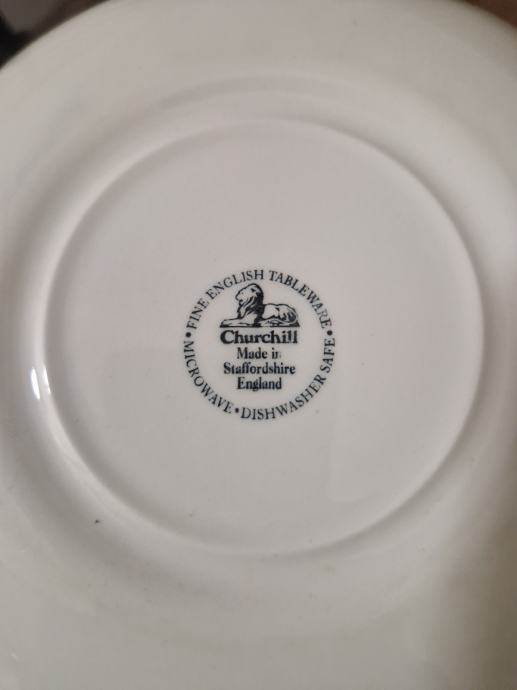 • FINE ENGLISH TABLEWARE •
Churchill
Made in
Staffordshire
England
MICROWAVE • DISHWASHER SAFE